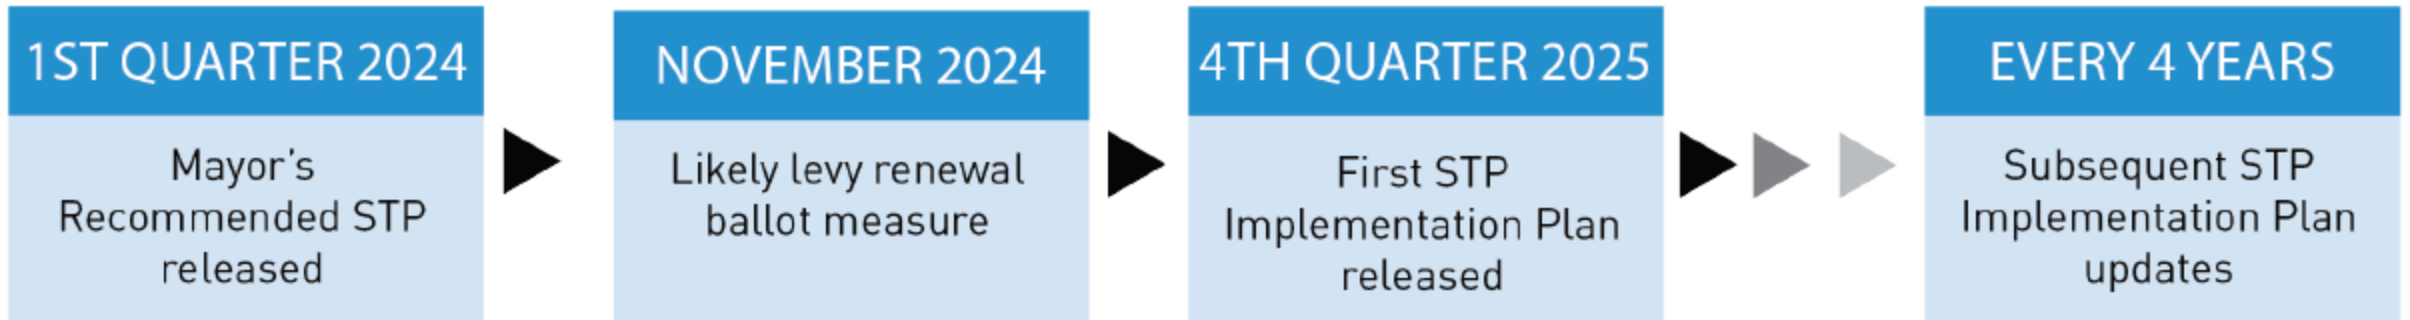 1ST QUARTER 2024
Mayor's
Recommended STP
released
NOVEMBER 2024
Likely levy renewal
ballot measure
4TH QUARTER 2025
First STP
Implementation Plan
released
EVERY 4 YEARS
Subsequent STP
Implementation Plan
updates